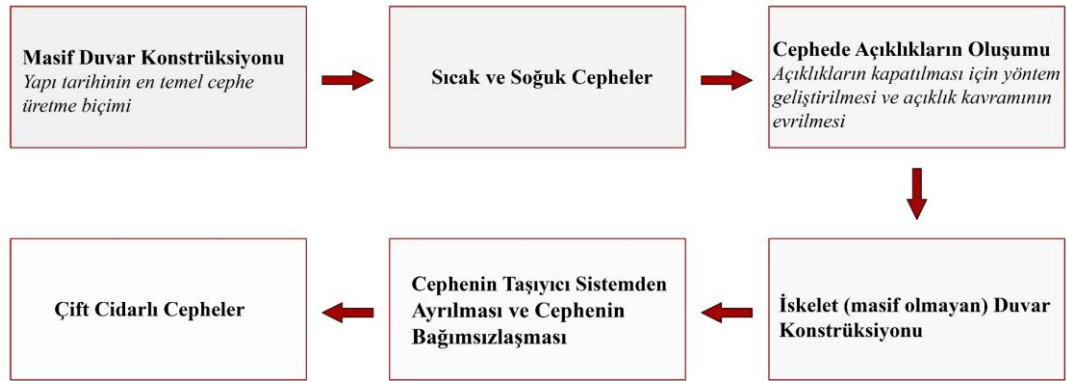 Masif Duvar Konstrüksiyonu
Yapı tarihinin en temel cephe
üretme biçimi
Sıcak ve Soğuk Cepheler
Cephede Açıklıkların Oluşumu
Açıklıkların kapatılması için yöntem
geliştirilmesi ve açıklık kavramının
evrilmesi
İskelet (masif olmayan) Duvar
Konstrüksiyonu
Cephenin Taşıyıcı Sistemden
Ayrılması ve Cephenin
Bağımsızlaşması
Çift Cidarlı Cepheler